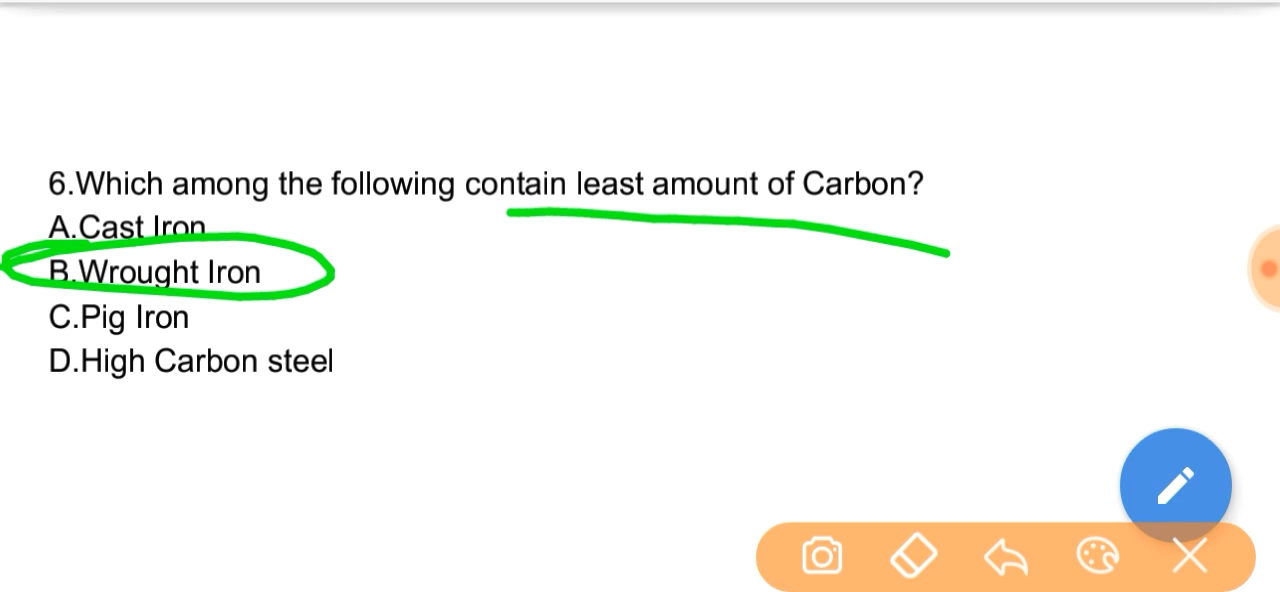 6.Which among the following contain least amount of Carbon?
A.Cast Iron
B.Wrought Iron
C.Pig Iron
D.High Carbon steel